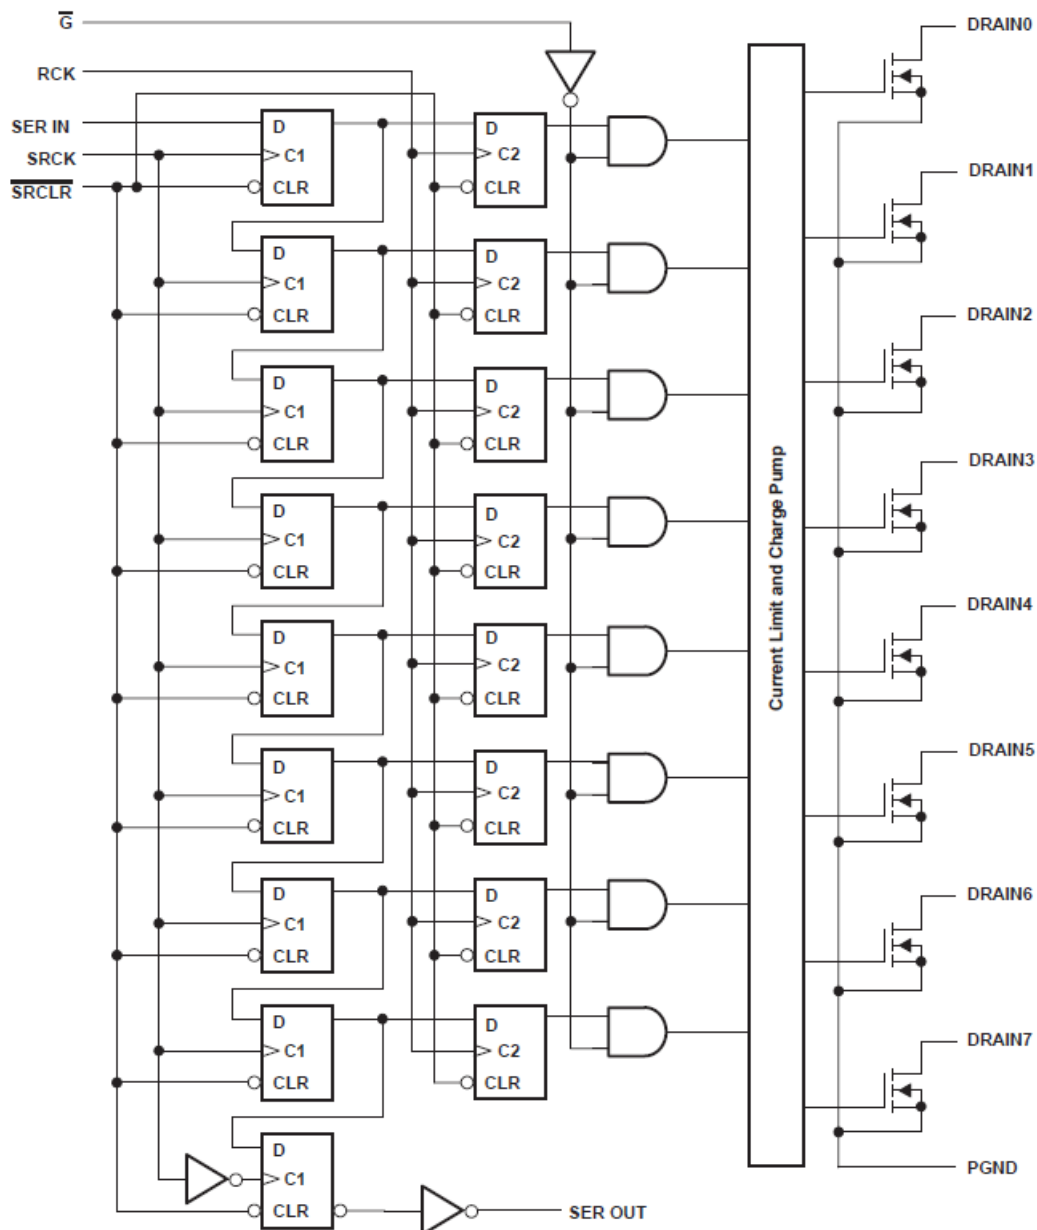 G
DRAIN0
RCK
SER IN
D
D
SRCK
C1
C2
SRCLR
CLR
CLR
DRAIN1
D
D
C1
C2
CLR
CLR
DRAIN2
D
D
C1
C2
CLR
CLR
DRAIN3
D
D
C1
C2
CLR
CLR
Current Limit and Charge Pump
DRAIN4
D
D
C1
C2
CLR
CLR
DRAIN5
D
D
C1
C2
CLR
CLR
DRAIN6
D
D
C1
C2
CLR
CLR
DRAIN7
D
D
C1
C2
CLR
CLR
D
C1
PGND
CLR
SER OUT